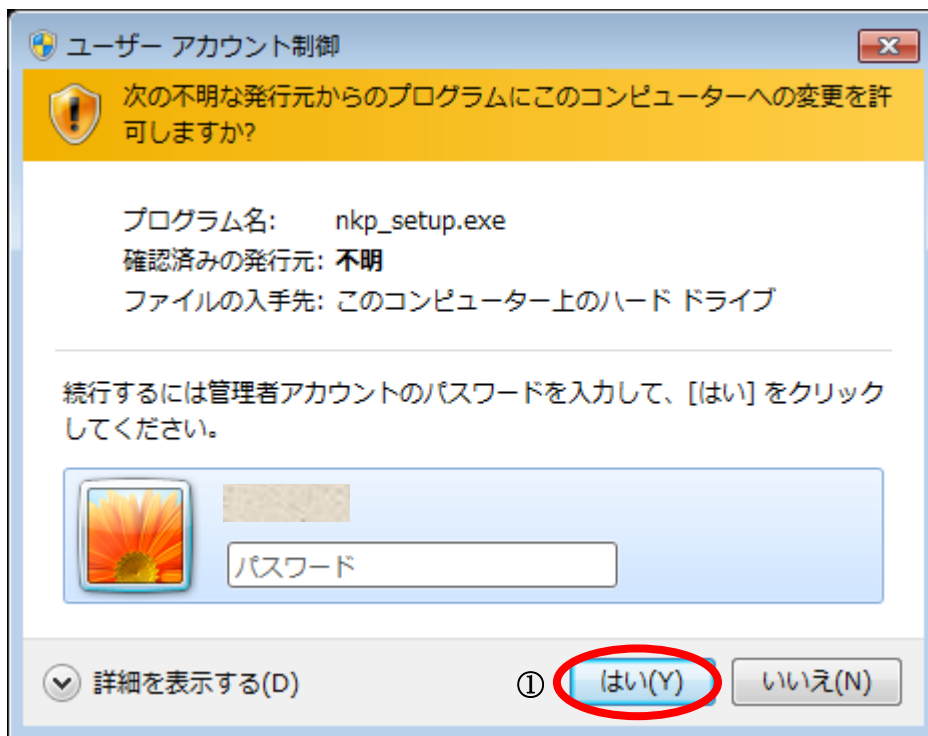 ユーザー アカウント制御
次の不明な発行元からのプログラムにこのコンピューターへの変更を許
可しますか?
プログラム名: nkp_setup.exe
確認済みの発行元: 不明
ファイルの入手先: このコンピューター上のハード ドライブ
続行するには管理者アカウントのパスワードを入力して、[はい] をクリック
してください。
パスワード
詳細を表示する(D) ① はい(Y) いいえ(N)